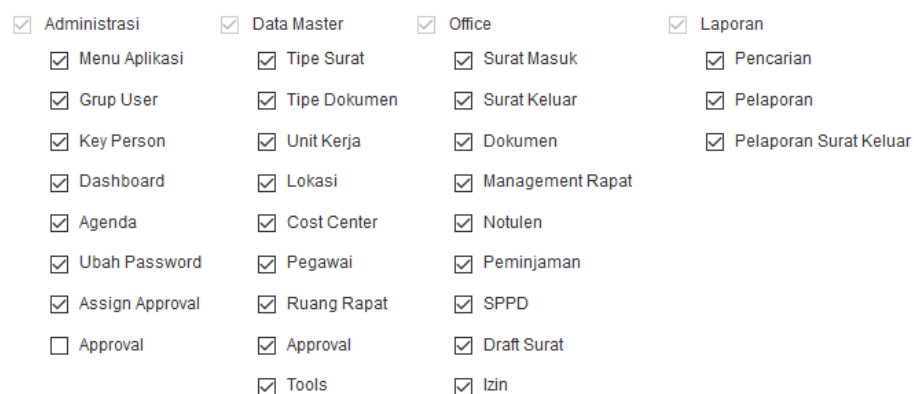 Administrasi
Menu Aplikasi
Grup User
Key Person
Dashboard
Agenda
Ubah Password
Assign Approval
Approval
Data Master
Tipe Surat
Tipe Dokumen
Unit Kerja
Lokasi
Cost Center
Pegawai
Ruang Rapat
Approval
Tools
Office
Surat Masuk
Surat Keluar
Dokumen
Management Rapat
Notulen
Peminjaman
SPPD
Draft Surat
Izin
Laporan
Pencarian
Pelaporan
Pelaporan Surat Keluar